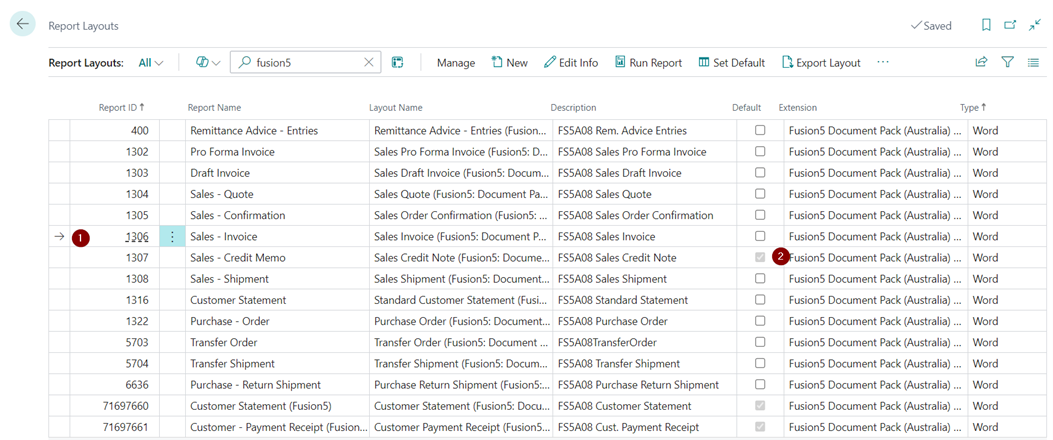 Report Layouts
Saved
Report Layouts: All fusion5 Manage New Edit Info Run Report Set Default Export Layout ...
Report ID ↑ Report Name Layout Name Description Default Extension Type ↑
400 Remittance Advice - Entries Remittance Advice - Entries (Fusion... FS5A08 Rem. Advice Entries Fusion5 Document Pack (Australia) ... Word
1302 Pro Forma Invoice Sales Pro Forma Invoice (Fusion5: D... FS5A08 Sales Pro Forma Invoice Fusion5 Document Pack (Australia) ... Word
1303 Draft Invoice Sales Draft Invoice (Fusion5: Docum... FS5A08 Sales Draft Invoice Fusion5 Document Pack (Australia) ... Word
1304 Sales - Quote Sales Quote (Fusion5: Document Pa... FS5A08 Sales Quote Fusion5 Document Pack (Australia) ... Word
1305 Sales - Confirmation Sales Order Confirmation (Fusion5: ... FS5A08 Sales Order Confirmation Fusion5 Document Pack (Australia) ... Word
1 1306 Sales - Invoice Sales Invoice (Fusion5: Document P... FS5A08 Sales Invoice Fusion5 Document Pack (Australia) ... Word
1307 Sales - Credit Memo Sales Credit Note (Fusion5: Docume... FS5A08 Sales Credit Note 2 Fusion5 Document Pack (Australia) ... Word
1308 Sales - Shipment Sales Shipment (Fusion5: Document... FS5A08 Sales Shipment Fusion5 Document Pack (Australia) ... Word
1316 Customer Statement Standard Customer Statement (Fusi... FS5A08 Standard Statement Fusion5 Document Pack (Australia) ... Word
1322 Purchase - Order Purchase Order (Fusion5: Document... FS5A08 Purchase Order Fusion5 Document Pack (Australia) ... Word
5703 Transfer Order Transfer Order (Fusion5: Document ... FS5A08TransferOrder Fusion5 Document Pack (Australia) ... Word
5704 Transfer Shipment Transfer Shipment (Fusion5: Docum... FS5A08 Transfer Shipment Fusion5 Document Pack (Australia) ... Word
6636 Purchase - Return Shipment Purchase Return Shipment (Fusion5:... FS5A08 Purchase Return Shipment Fusion5 Document Pack (Australia) ... Word
71697660 Customer Statement (Fusion5) Customer Statement (Fusion5: Docu... FS5A08 Customer Statement Fusion5 Document Pack (Australia) ... Word
71697661 Customer - Payment Receipt (Fusion... Customer Payment Receipt (Fusion5... FS5A08 Cust. Payment Receipt Fusion5 Document Pack (Australia) ... Word